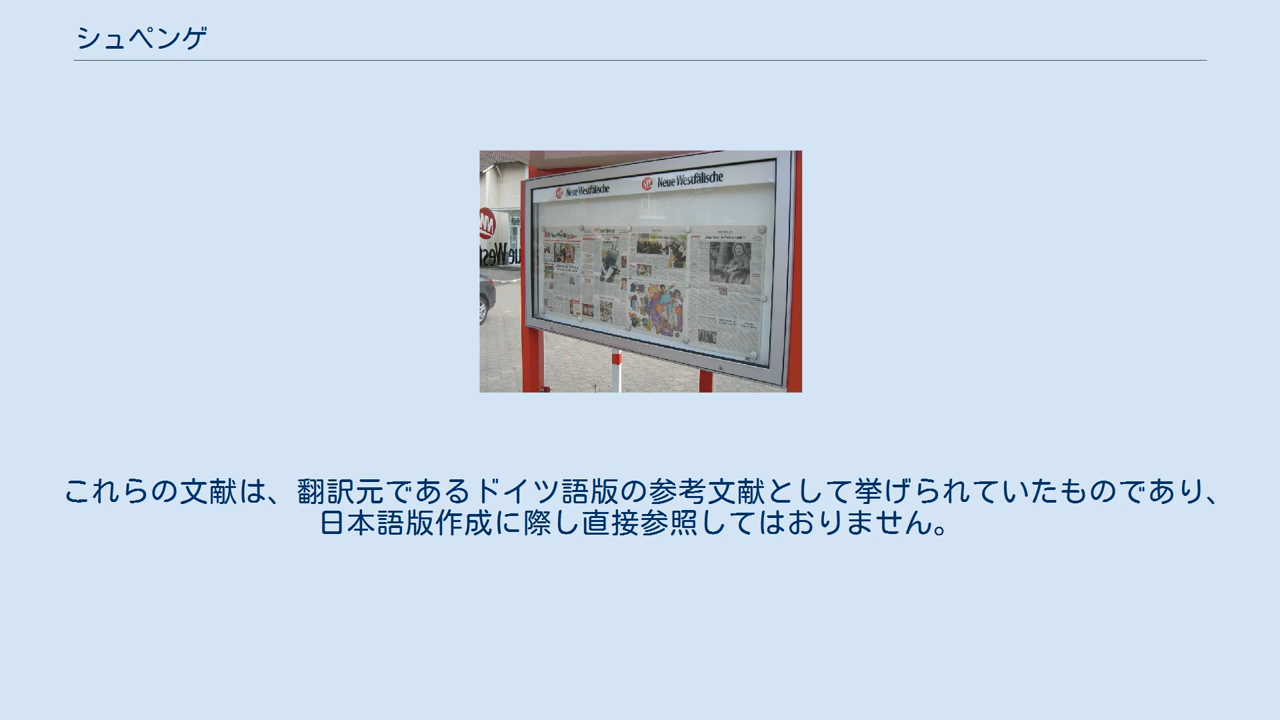 シュペンゲ
Neue Westfälische
Neue Westfälische
NW
これらの文献は、翻訳元であるドイツ語版の参考文献として挙げられていたものであり、
日本語版作成に際し直接参照してはおりません。